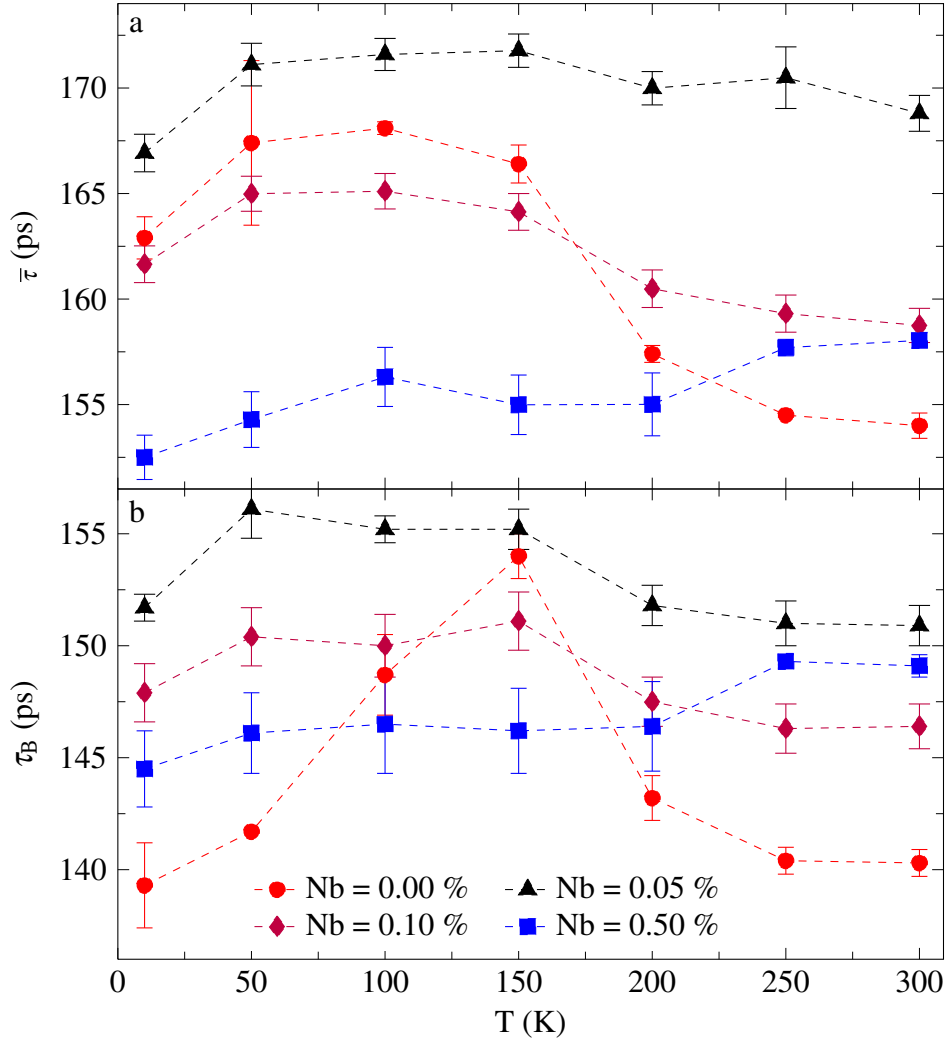 a
170
165
160
155
τ̅ (ps)
b
155
150
145
140
τ_B (ps)
Nb = 0.00 %
Nb = 0.05 %
Nb = 0.10 %
Nb = 0.50 %
0 50 100 150 200 250 300
T (K)